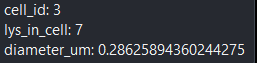 cell_id: 3
lys_in_cell: 7
diameter_um: 0.28625894360244275